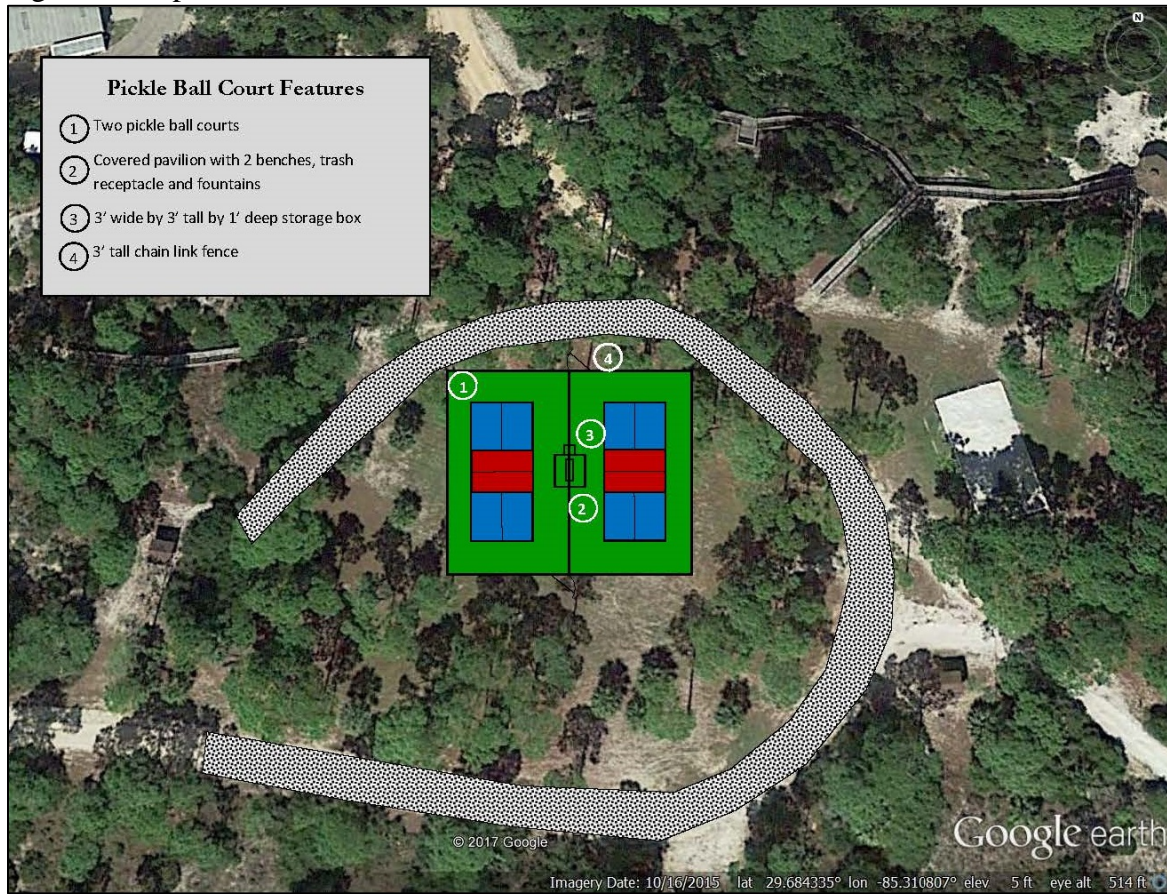 N
Pickle Ball Court Features
1 Two pickle ball courts
2 Covered pavilion with 2 benches, trash
receptacle and fountains
3 3' wide by 3' tall by 1' deep storage box
4 3' tall chain link fence
4
1
3
2
© 2017 Google
Google earth
Imagery Date: 10/16/2015 lat 29.684335° lon -85.310807° elev 5 ft eye alt 514 ft